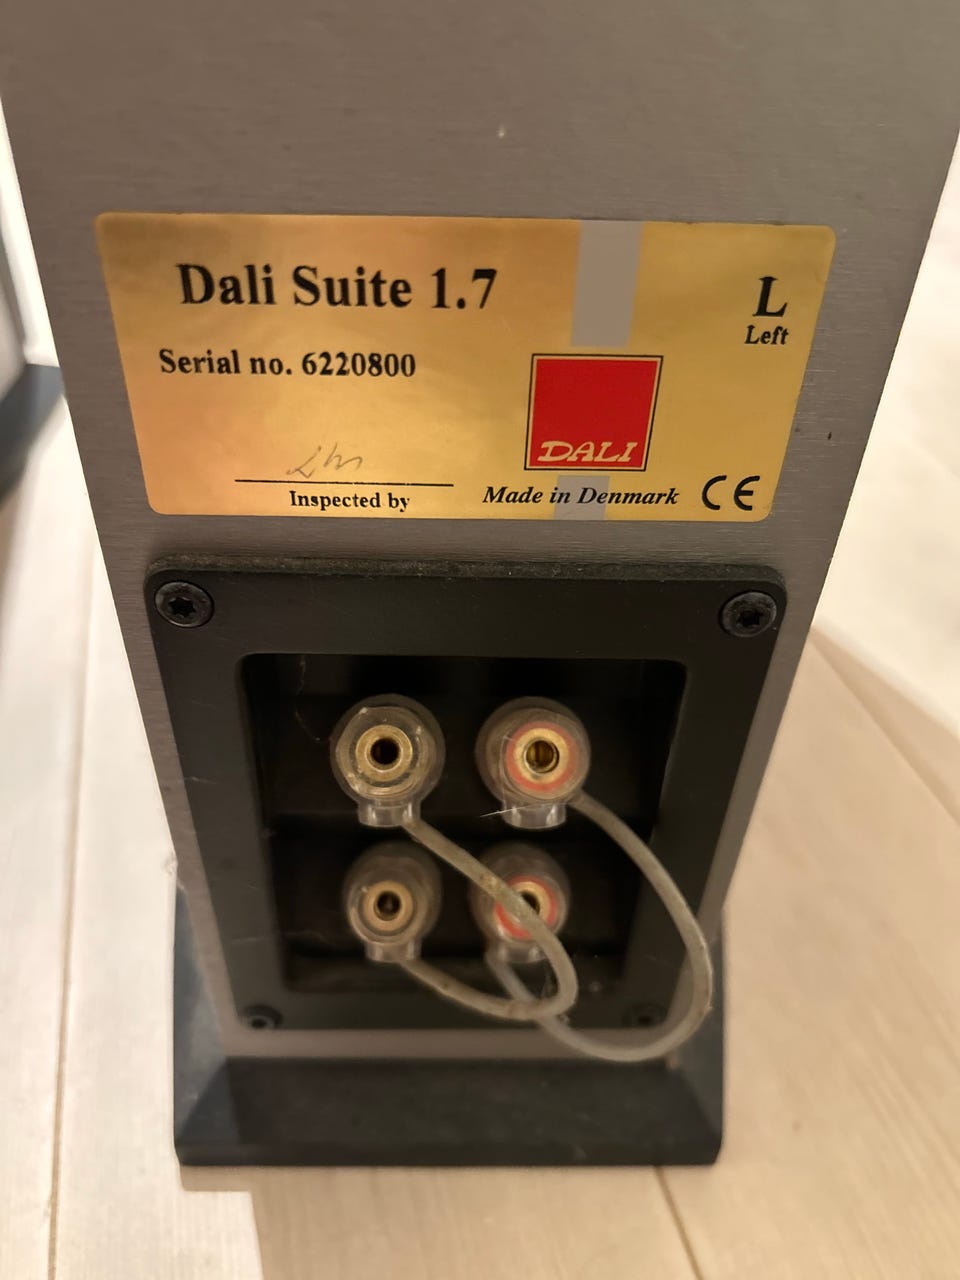 Dali Suite 1.7
L
Left
Serial no. 6220800
DALI
Inspected by
Made in Denmark CE